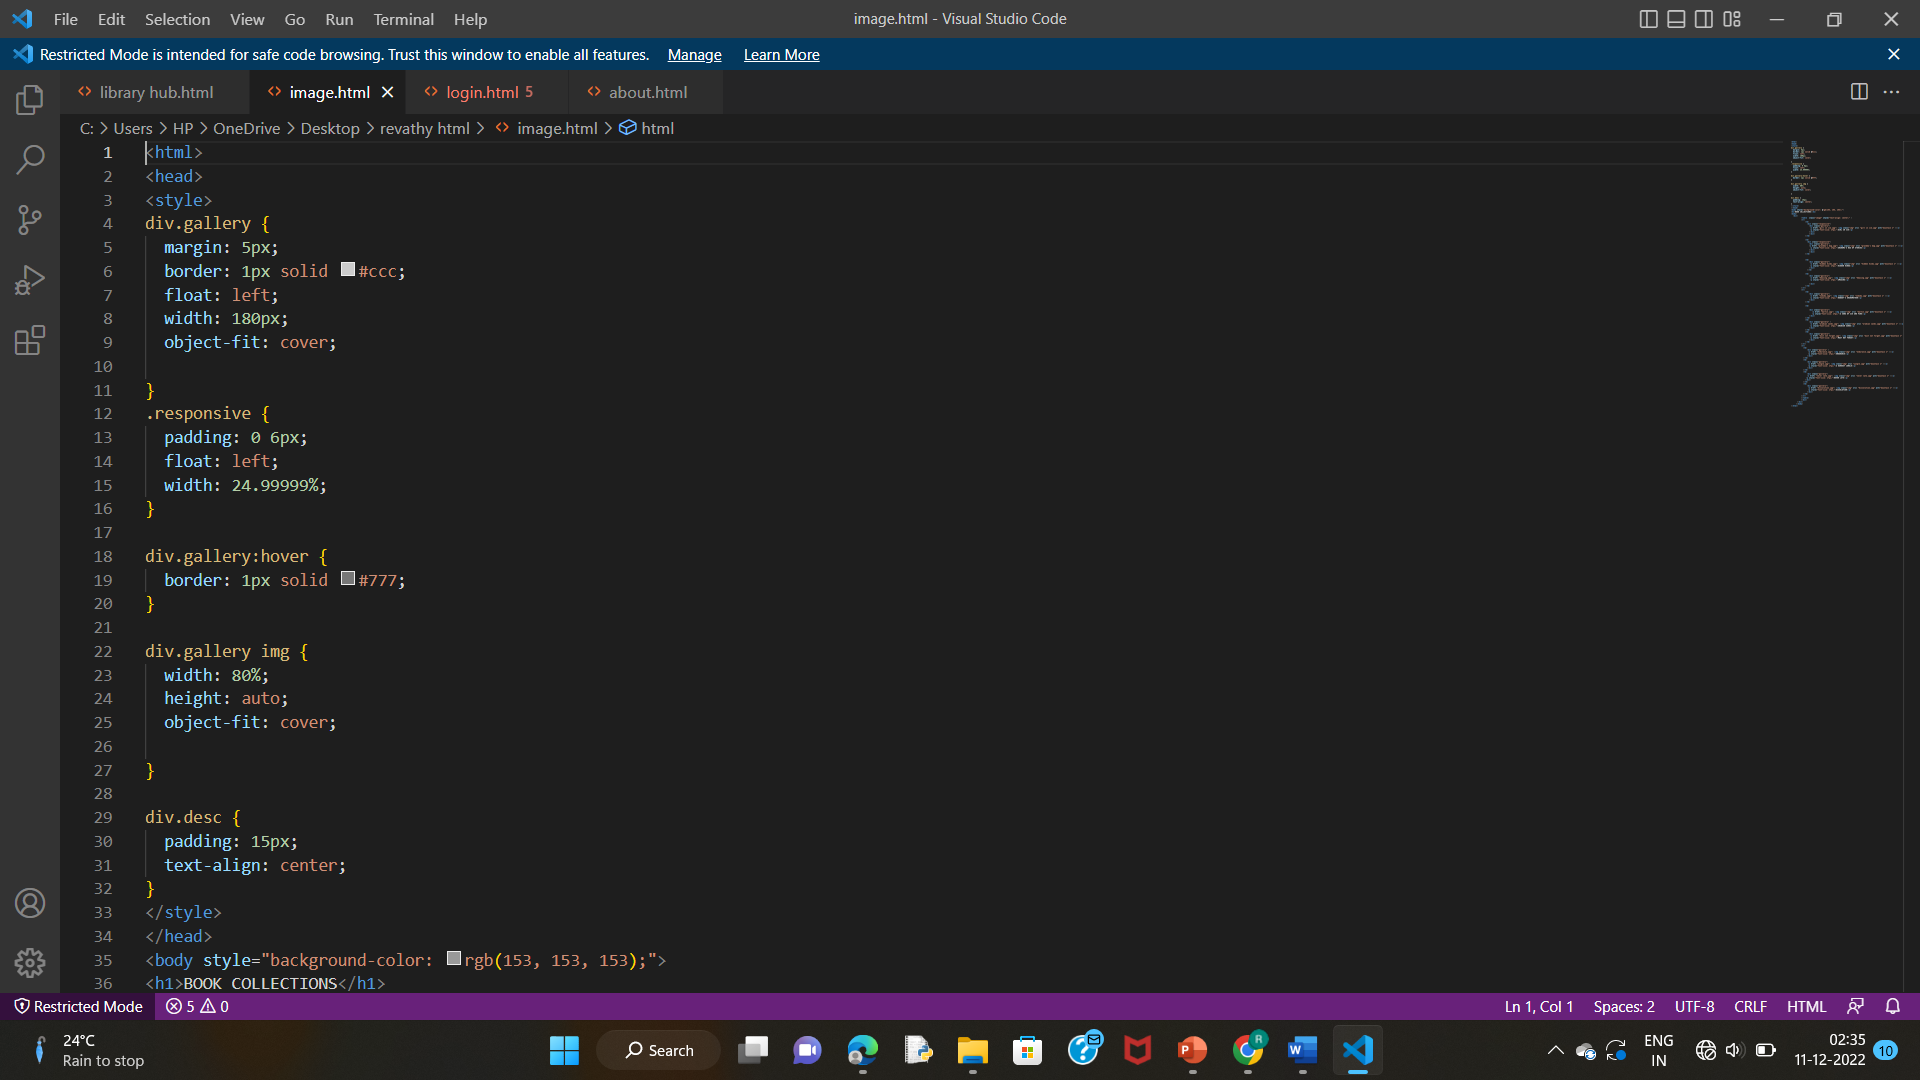 File Edit Selection View Go Run Terminal Help image.html - Visual Studio Code
Restricted Mode is intended for safe code browsing. Trust this window to enable all features. Manage Learn More
library hub.html image.html login.html 5 about.html
C: > Users > HP > OneDrive > Desktop > revathy html > image.html > html
1 <html>
2 <head>
3 <style>
4 div.gallery {
5 margin: 5px;
6 border: 1px solid #ccc;
7 float: left;
8 width: 180px;
9 object-fit: cover;
10
11 }
12 .responsive {
13 padding: 0 6px;
14 float: left;
15 width: 24.99999%;
16 }
17
18 div.gallery:hover {
19 border: 1px solid #777;
20 }
21
22 div.gallery img {
23 width: 80%;
24 height: auto;
25 object-fit: cover;
26
27 }
28
29 div.desc {
30 padding: 15px;
31 text-align: center;
32 }
33 </style>
34 </head>
35 <body style="background-color: rgb(153, 153, 153);">
36 <h1>BOOK COLLECTIONS</h1>
Restricted Mode 5 0 Ln 1, Col 1 Spaces: 2 UTF-8 CRLF HTML
24°C
Rain to stop
Search
R
P
W
ENG
IN
02:35
11-12-2022
10